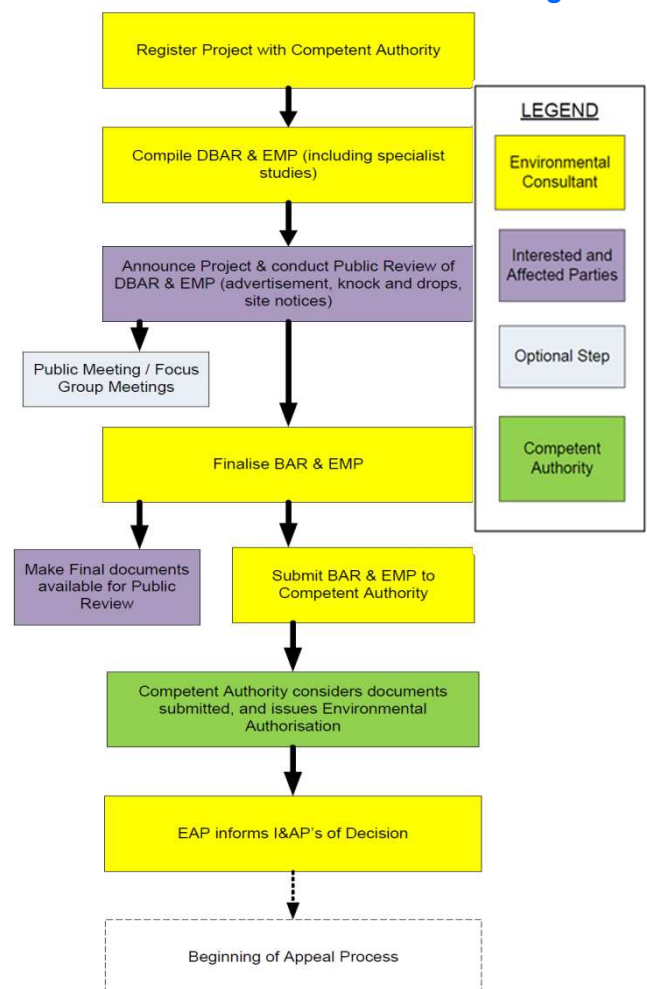 g
Register Project with Competent Authority
Compile DBAR & EMP (including specialist
studies)
Announce Project & conduct Public Review of
DBAR & EMP (advertisement, knock and drops,
site notices)
Public Meeting / Focus
Group Meetings
Finalise BAR & EMP
Make Final documents
available for Public
Review
Submit BAR & EMP to
Competent Authority
Competent Authority considers documents
submitted, and issues Environmental
Authorisation
EAP informs I&AP's of Decision
Beginning of Appeal Process
LEGEND
Environmental
Consultant
Interested and
Affected Parties
Optional Step
Competent
Authority